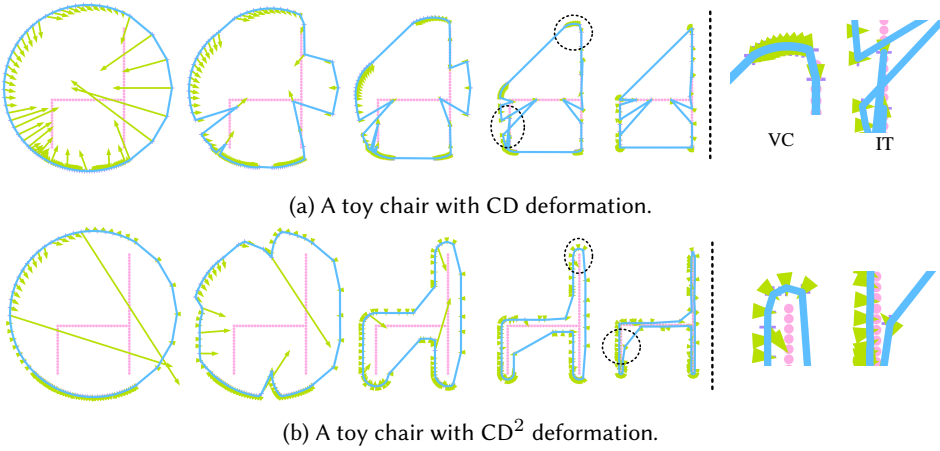 VC
IT
(a) A toy chair with CD deformation.
(b) A toy chair with CD² deformation.